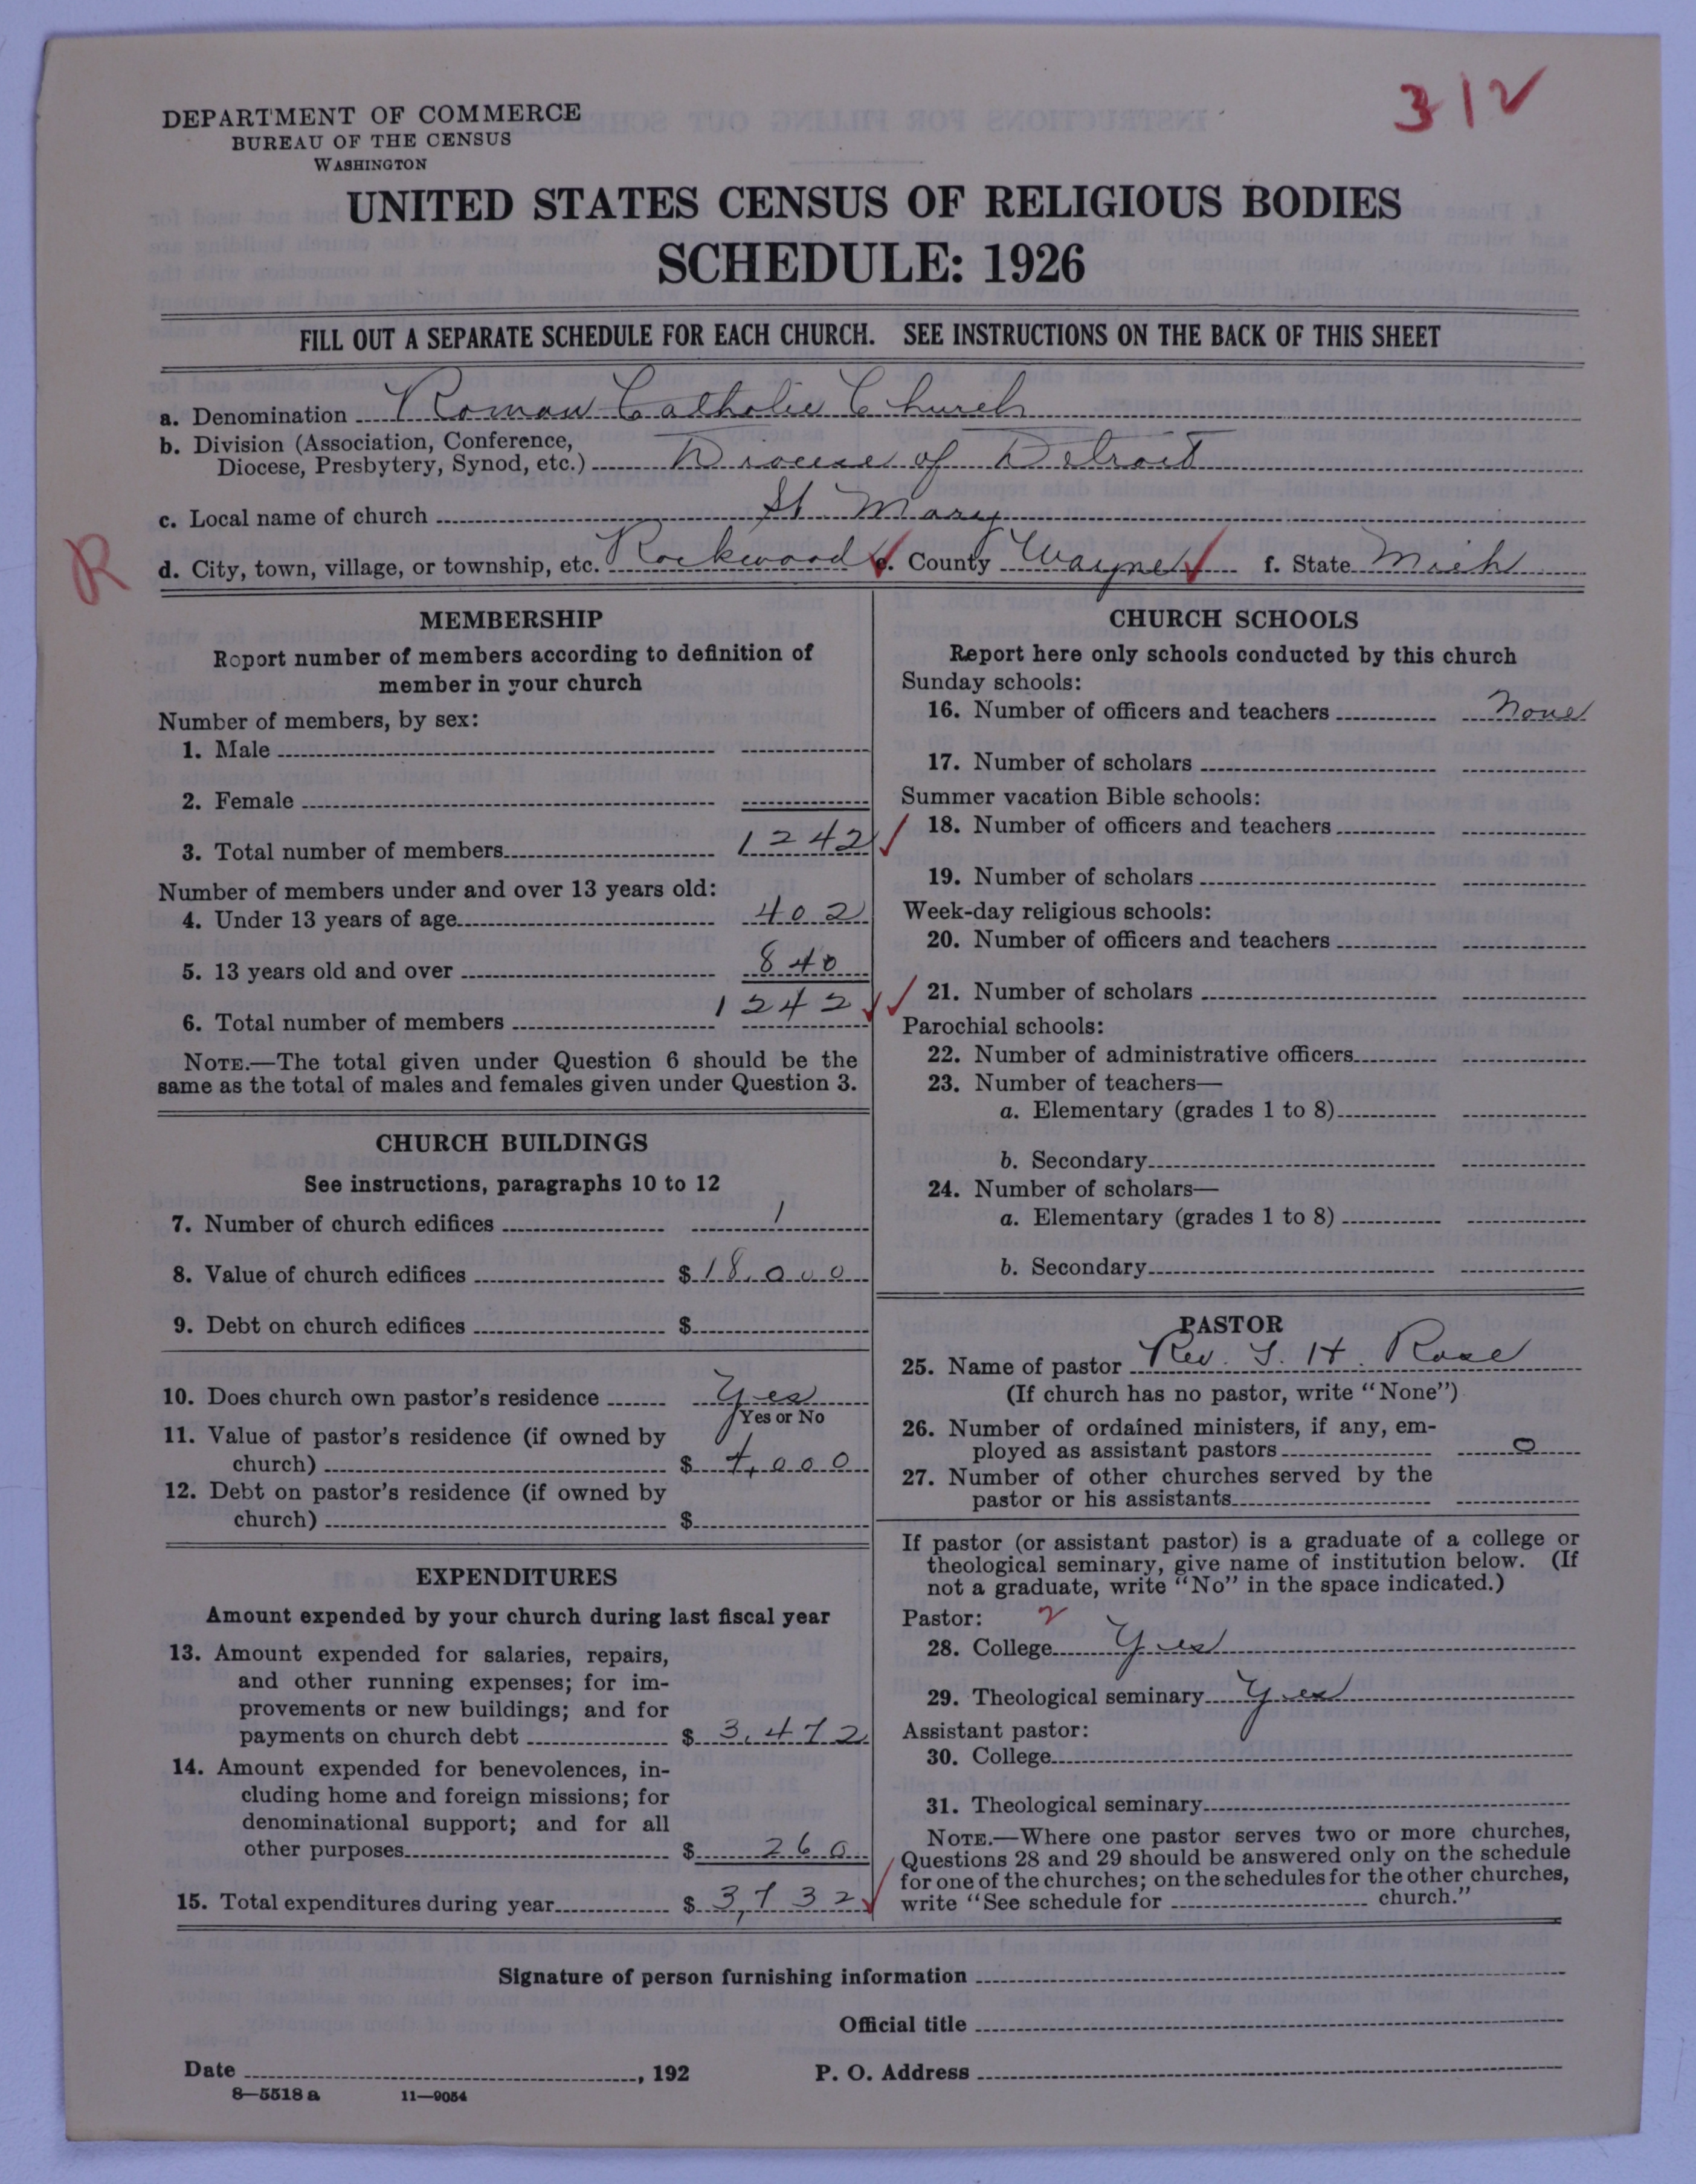 312
DEPARTMENT OF COMMERCE
BUREAU OF THE CENSUS
WASHINGTON
UNITED STATES CENSUS OF RELIGIOUS BODIES
SCHEDULE: 1926
FILL OUT A SEPARATE SCHEDULE FOR EACH CHURCH. SEE INSTRUCTIONS ON THE BACK OF THIS SHEET
a. Denomination Roman Catholic Church
b. Division (Association, Conference,
Diocese, Presbytery, Synod, etc.) Diocese of Detroit
c. Local name of church St. Mary
R
d. City, town, village, or township, etc. Rockwood e. County Wayne f. State Mich
MEMBERSHIP
Report number of members according to definition of
member in your church
Number of members, by sex:
1. Male
2. Female
3. Total number of members 1242
Number of members under and over 13 years old:
4. Under 13 years of age 402
5. 13 years old and over 840
6. Total number of members 1242
NOTE.—The total given under Question 6 should be the
same as the total of males and females given under Question 3.
CHURCH BUILDINGS
See instructions, paragraphs 10 to 12
7. Number of church edifices 1
8. Value of church edifices $ 18,000
9. Debt on church edifices $
10. Does church own pastor's residence Yes
Yes or No
11. Value of pastor's residence (if owned by
church) $ 4,000
12. Debt on pastor's residence (if owned by
church) $
EXPENDITURES
Amount expended by your church during last fiscal year
13. Amount expended for salaries, repairs,
and other running expenses; for im-
provements or new buildings; and for
payments on church debt $ 3,472
14. Amount expended for benevolences, in-
cluding home and foreign missions; for
denominational support; and for all
other purposes $ 260
15. Total expenditures during year $ 3,732
CHURCH SCHOOLS
Report here only schools conducted by this church
Sunday schools:
16. Number of officers and teachers None
17. Number of scholars
Summer vacation Bible schools:
18. Number of officers and teachers
19. Number of scholars
Week-day religious schools:
20. Number of officers and teachers
21. Number of scholars
Parochial schools:
22. Number of administrative officers
23. Number of teachers—
a. Elementary (grades 1 to 8)
b. Secondary
24. Number of scholars—
a. Elementary (grades 1 to 8)
b. Secondary
PASTOR
25. Name of pastor Rev. H. Rose
(If church has no pastor, write "None")
26. Number of ordained ministers, if any, em-
ployed as assistant pastors 0
27. Number of other churches served by the
pastor or his assistants
If pastor (or assistant pastor) is a graduate of a college or
theological seminary, give name of institution below. (If
not a graduate, write "No" in the space indicated.)
Pastor: 2
28. College Yes
29. Theological seminary Yes
Assistant pastor:
30. College
31. Theological seminary
NOTE.—Where one pastor serves two or more churches,
Questions 28 and 29 should be answered only on the schedule
for one of the churches; on the schedules for the other churches,
write "See schedule for church."
Signature of person furnishing information
Official title
Date , 192 P. O. Address
8—5518 a 11—9054